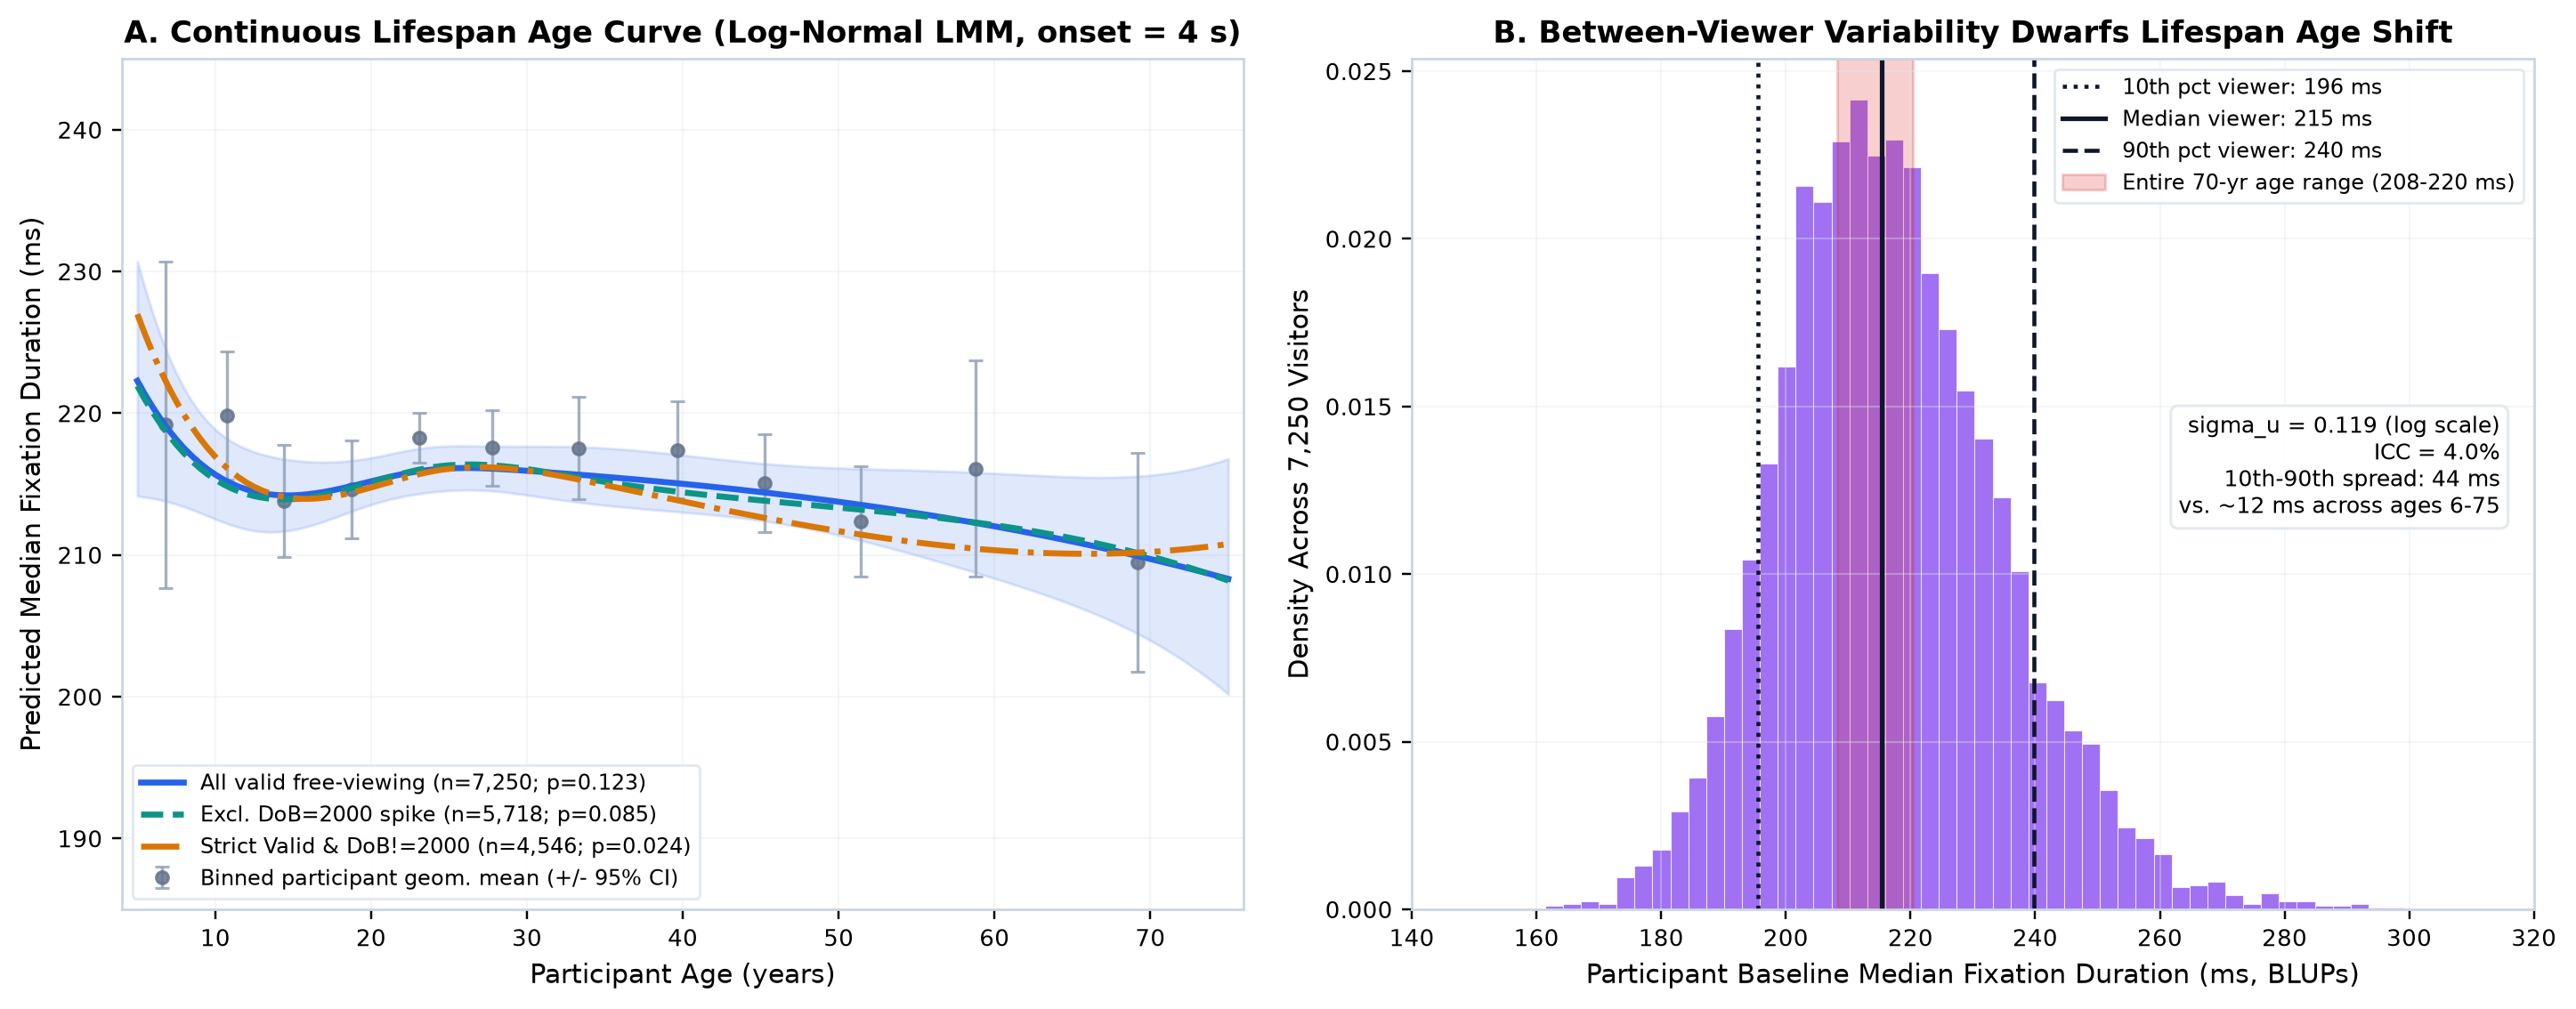 A. Continuous Lifespan Age Curve (Log-Normal LMM, onset = 4 s)
Predicted Median Fixation Duration (ms)
240
230
220
210
200
190
All valid free-viewing (n=7,250; p=0.123)
Excl. DoB=2000 spike (n=5,718; p=0.085)
Strict Valid & DoB!=2000 (n=4,546; p=0.024)
Binned participant geom. mean (+/- 95% CI)
10 20 30 40 50 60 70
Participant Age (years)
B. Between-Viewer Variability Dwarfs Lifespan Age Shift
Density Across 7,250 Visitors
0.025
0.020
0.015
0.010
0.005
0.000
10th pct viewer: 196 ms
Median viewer: 215 ms
90th pct viewer: 240 ms
Entire 70-yr age range (208-220 ms)
sigma_u = 0.119 (log scale)
ICC = 4.0%
10th-90th spread: 44 ms
vs. ~12 ms across ages 6-75
140 160 180 200 220 240 260 280 300 320
Participant Baseline Median Fixation Duration (ms, BLUPs)